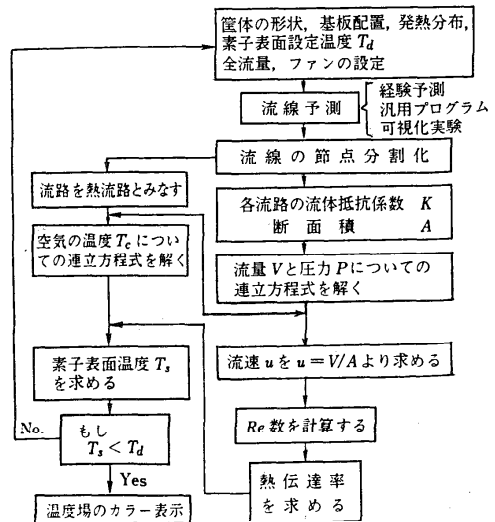 筐体の形状，基板配置，発熱分布，
素子表面設定温度 Td
全流量，ファンの設定
流線予測
経験予測
汎用プログラム
可視化実験
流線の節点分割化
流路を熱流路とみなす
各流路の流体抵抗係数 K
断面積 A
空気の温度 Tc につい
ての連立方程式を解く
流量 V と圧力 P についての
連立方程式を解く
素子表面温度 Ts
を求める
流速 u を u = V/A より求める
No.
もし
Ts < Td
Re 数を計算する
Yes
熱伝達率
を求める
温度場のカラー表示